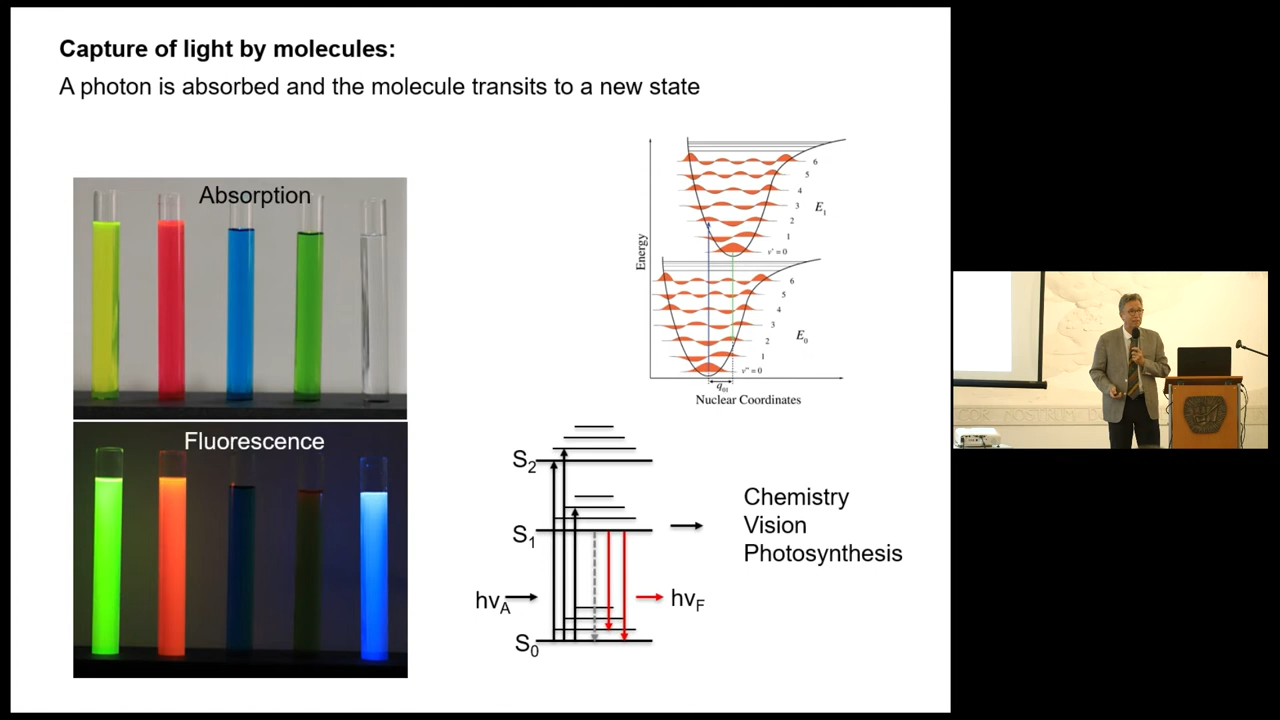 Capture of light by molecules:
A photon is absorbed and the molecule transits to a new state
Absorption
Fluorescence
Energy
6
5
4
3
2
1
v' = 0
E1
6
5
4
3
2
1
v'' = 0
E0
q01
Nuclear Coordinates
S2
S1
S0
hνA
hνF
Chemistry
Vision
Photosynthesis